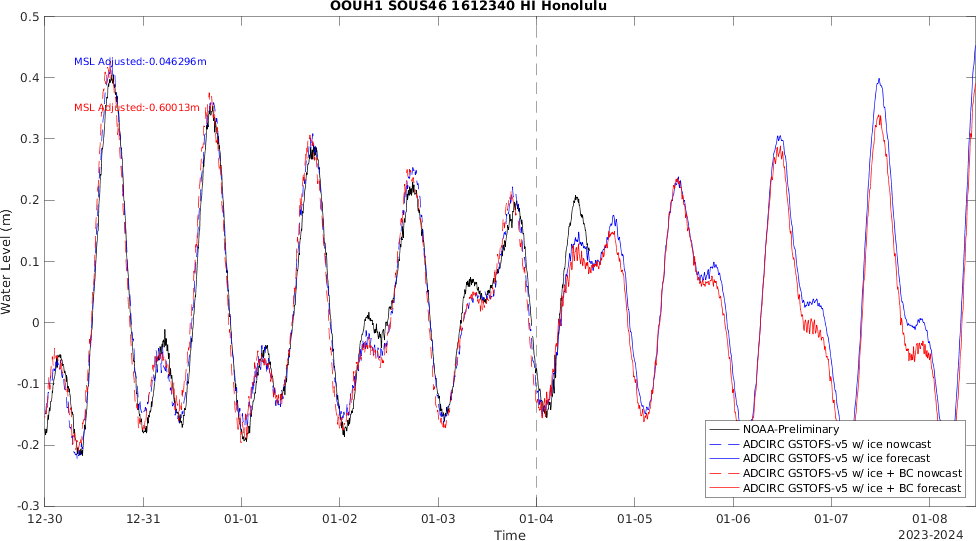 OOUH1 SOUS46 1612340 HI Honolulu
0.5
MSL Adjusted:-0.046296m
0.4
MSL Adjusted:-0.60013m
0.3
0.2
0.1
0
-0.1
-0.2
-0.3
Water Level (m)
NOAA-Preliminary
ADCIRC GSTOFS-v5 w/ ice nowcast
ADCIRC GSTOFS-v5 w/ ice forecast
ADCIRC GSTOFS-v5 w/ ice + BC nowcast
ADCIRC GSTOFS-v5 w/ ice + BC forecast
12-30 12-31 01-01 01-02 01-03 01-04 01-05 01-06 01-07 01-08
Time
2023-2024